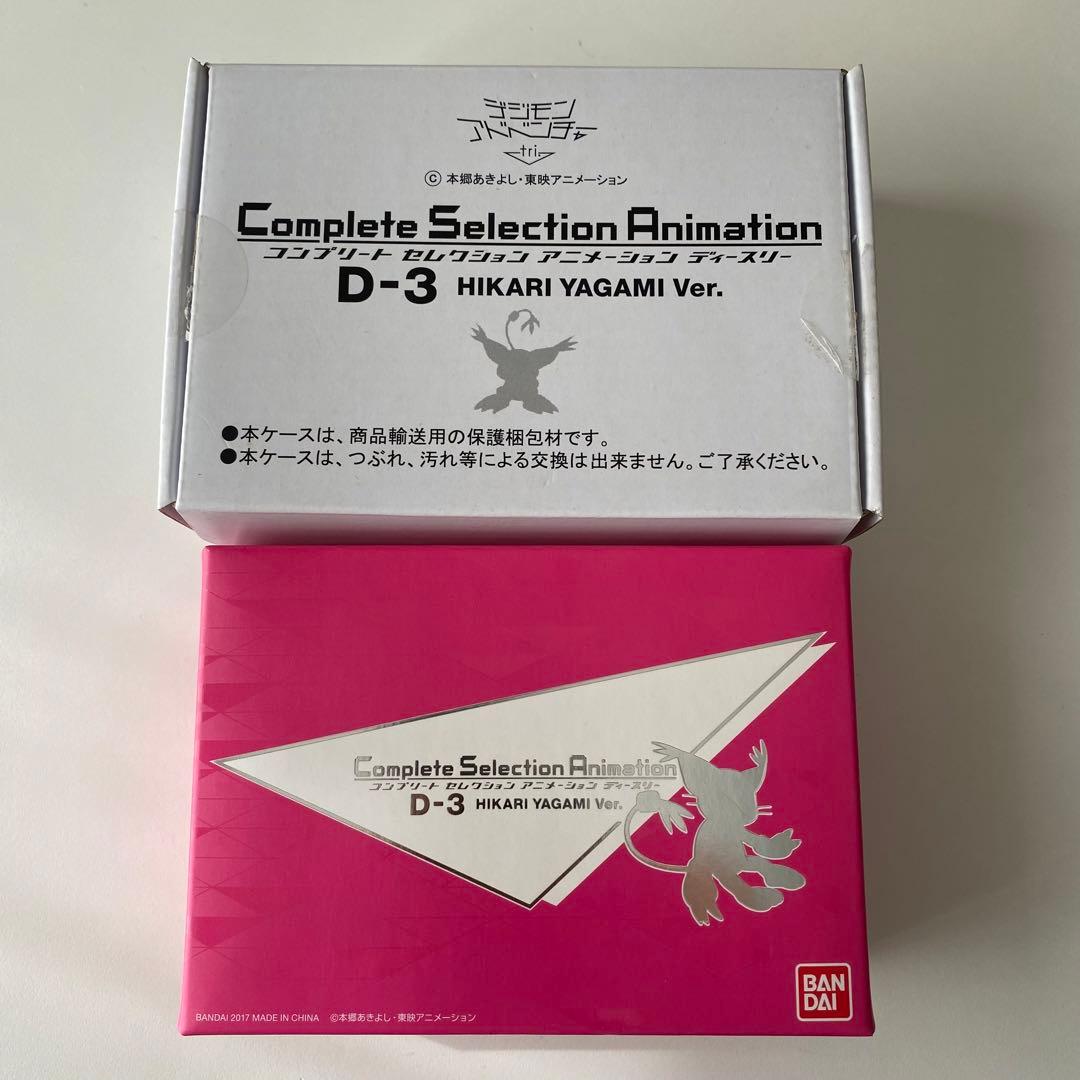 デジモン
アドベンチャー
tri.
© 本郷あきよし・東映アニメーション
Complete Selection Animation
コンプリート セレクション アニメーション ディースリー
D-3 HIKARI YAGAMI Ver.
●本ケースは、商品輸送用の保護梱包材です。
●本ケースは、つぶれ、汚れ等による交換は出来ません。ご了承ください。
Complete Selection Animation
コンプリート セレクション アニメーション ディースリー
D-3 HIKARI YAGAMI Ver.
BAN
DAI
BANDAI 2017 MADE IN CHINA ©本郷あきよし・東映アニメーション